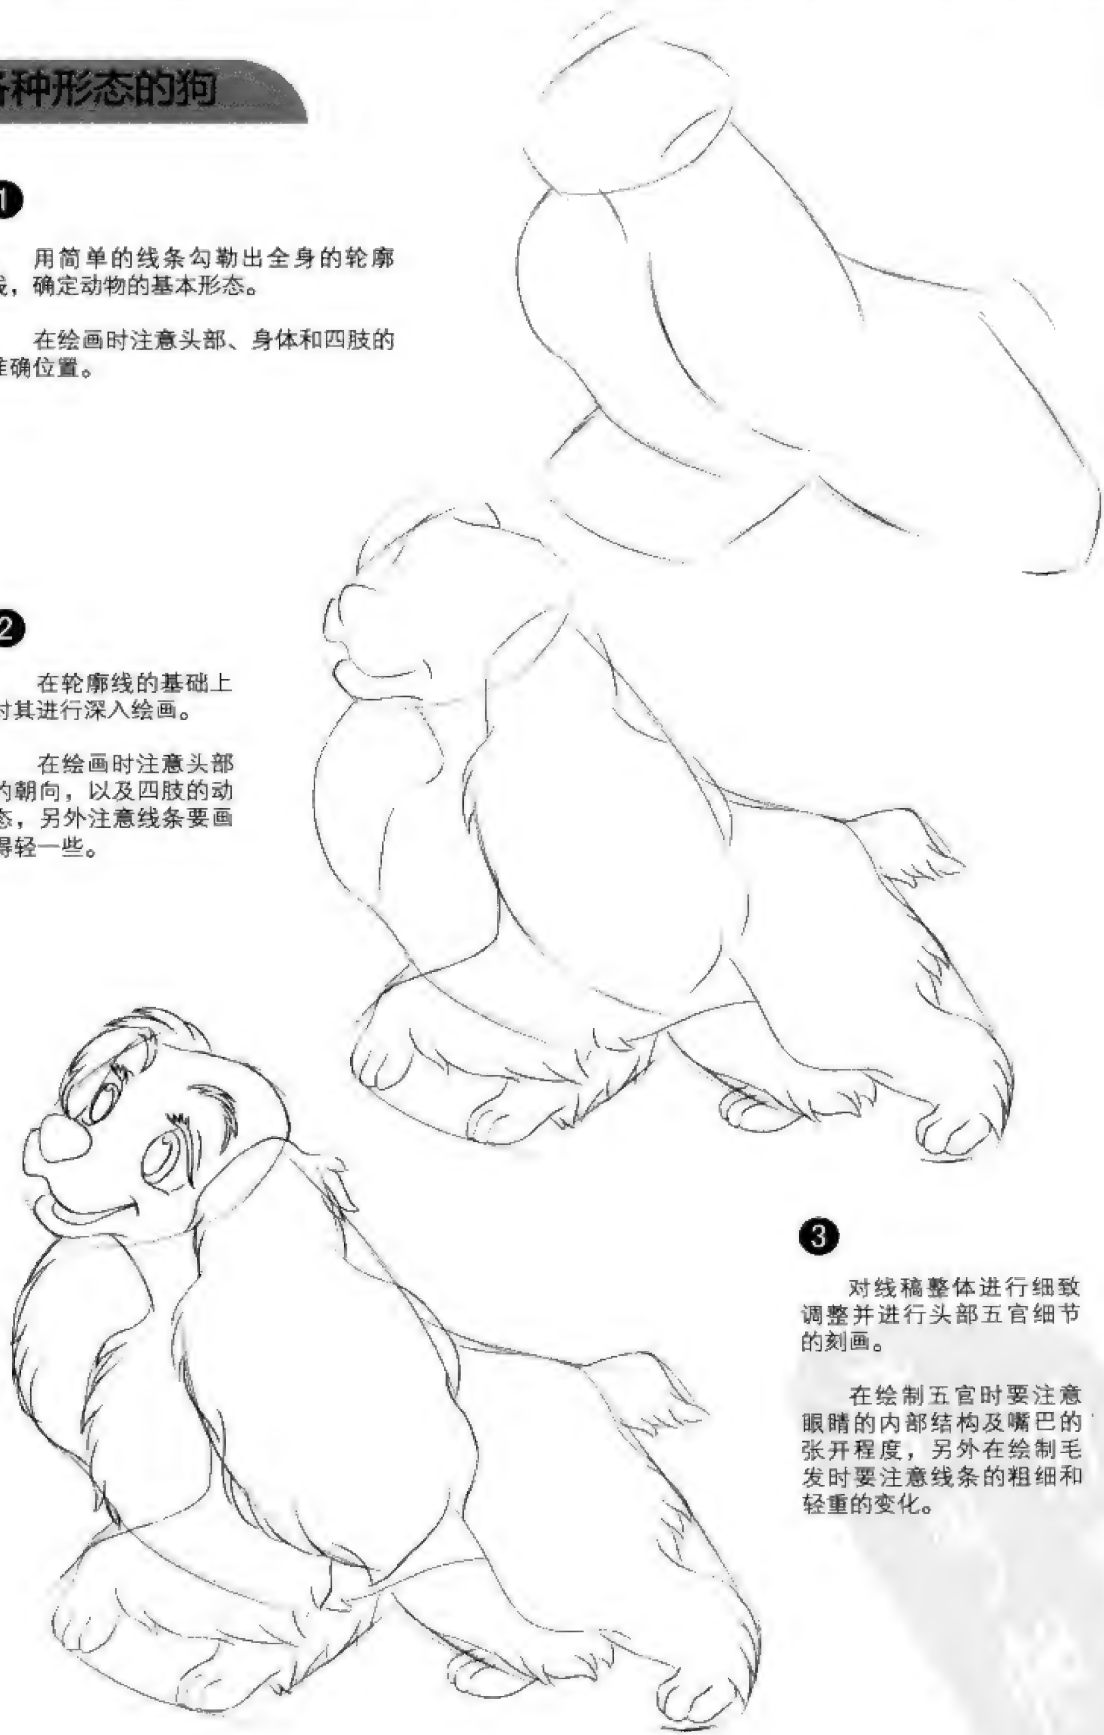 各种形态的狗
1
用简单的线条勾勒出全身的轮廓
线，确定动物的基本形态。
在绘画时注意头部、身体和四肢的
准确位置。
2
在轮廓线的基础上
对其进行深入绘画。
在绘画时注意头部
的朝向，以及四肢的动
态，另外注意线条要画
得轻一些。
3
对线稿整体进行细致
调整并进行头部五官细节
的刻画。
在绘制五官时要注意
眼睛的内部结构及嘴巴的
张开程度，另外在绘制毛
发时要注意线条的粗细和
轻重的变化。